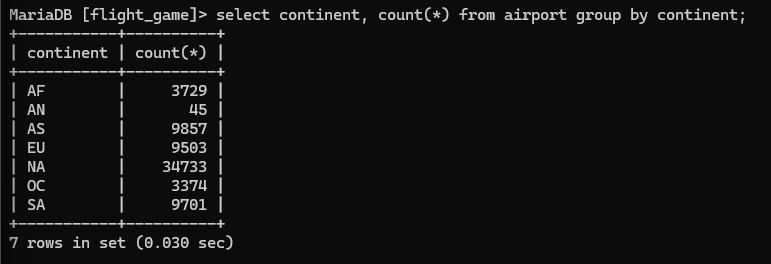 MariaDB [flight_game]> select continent, count(*) from airport group by continent;
+-----------+----------+
| continent | count(*) |
+-----------+----------+
| AF        |     3729 |
| AN        |       45 |
| AS        |     9857 |
| EU        |     9503 |
| NA        |    34733 |
| OC        |     3374 |
| SA        |     9701 |
+-----------+----------+
7 rows in set (0.030 sec)